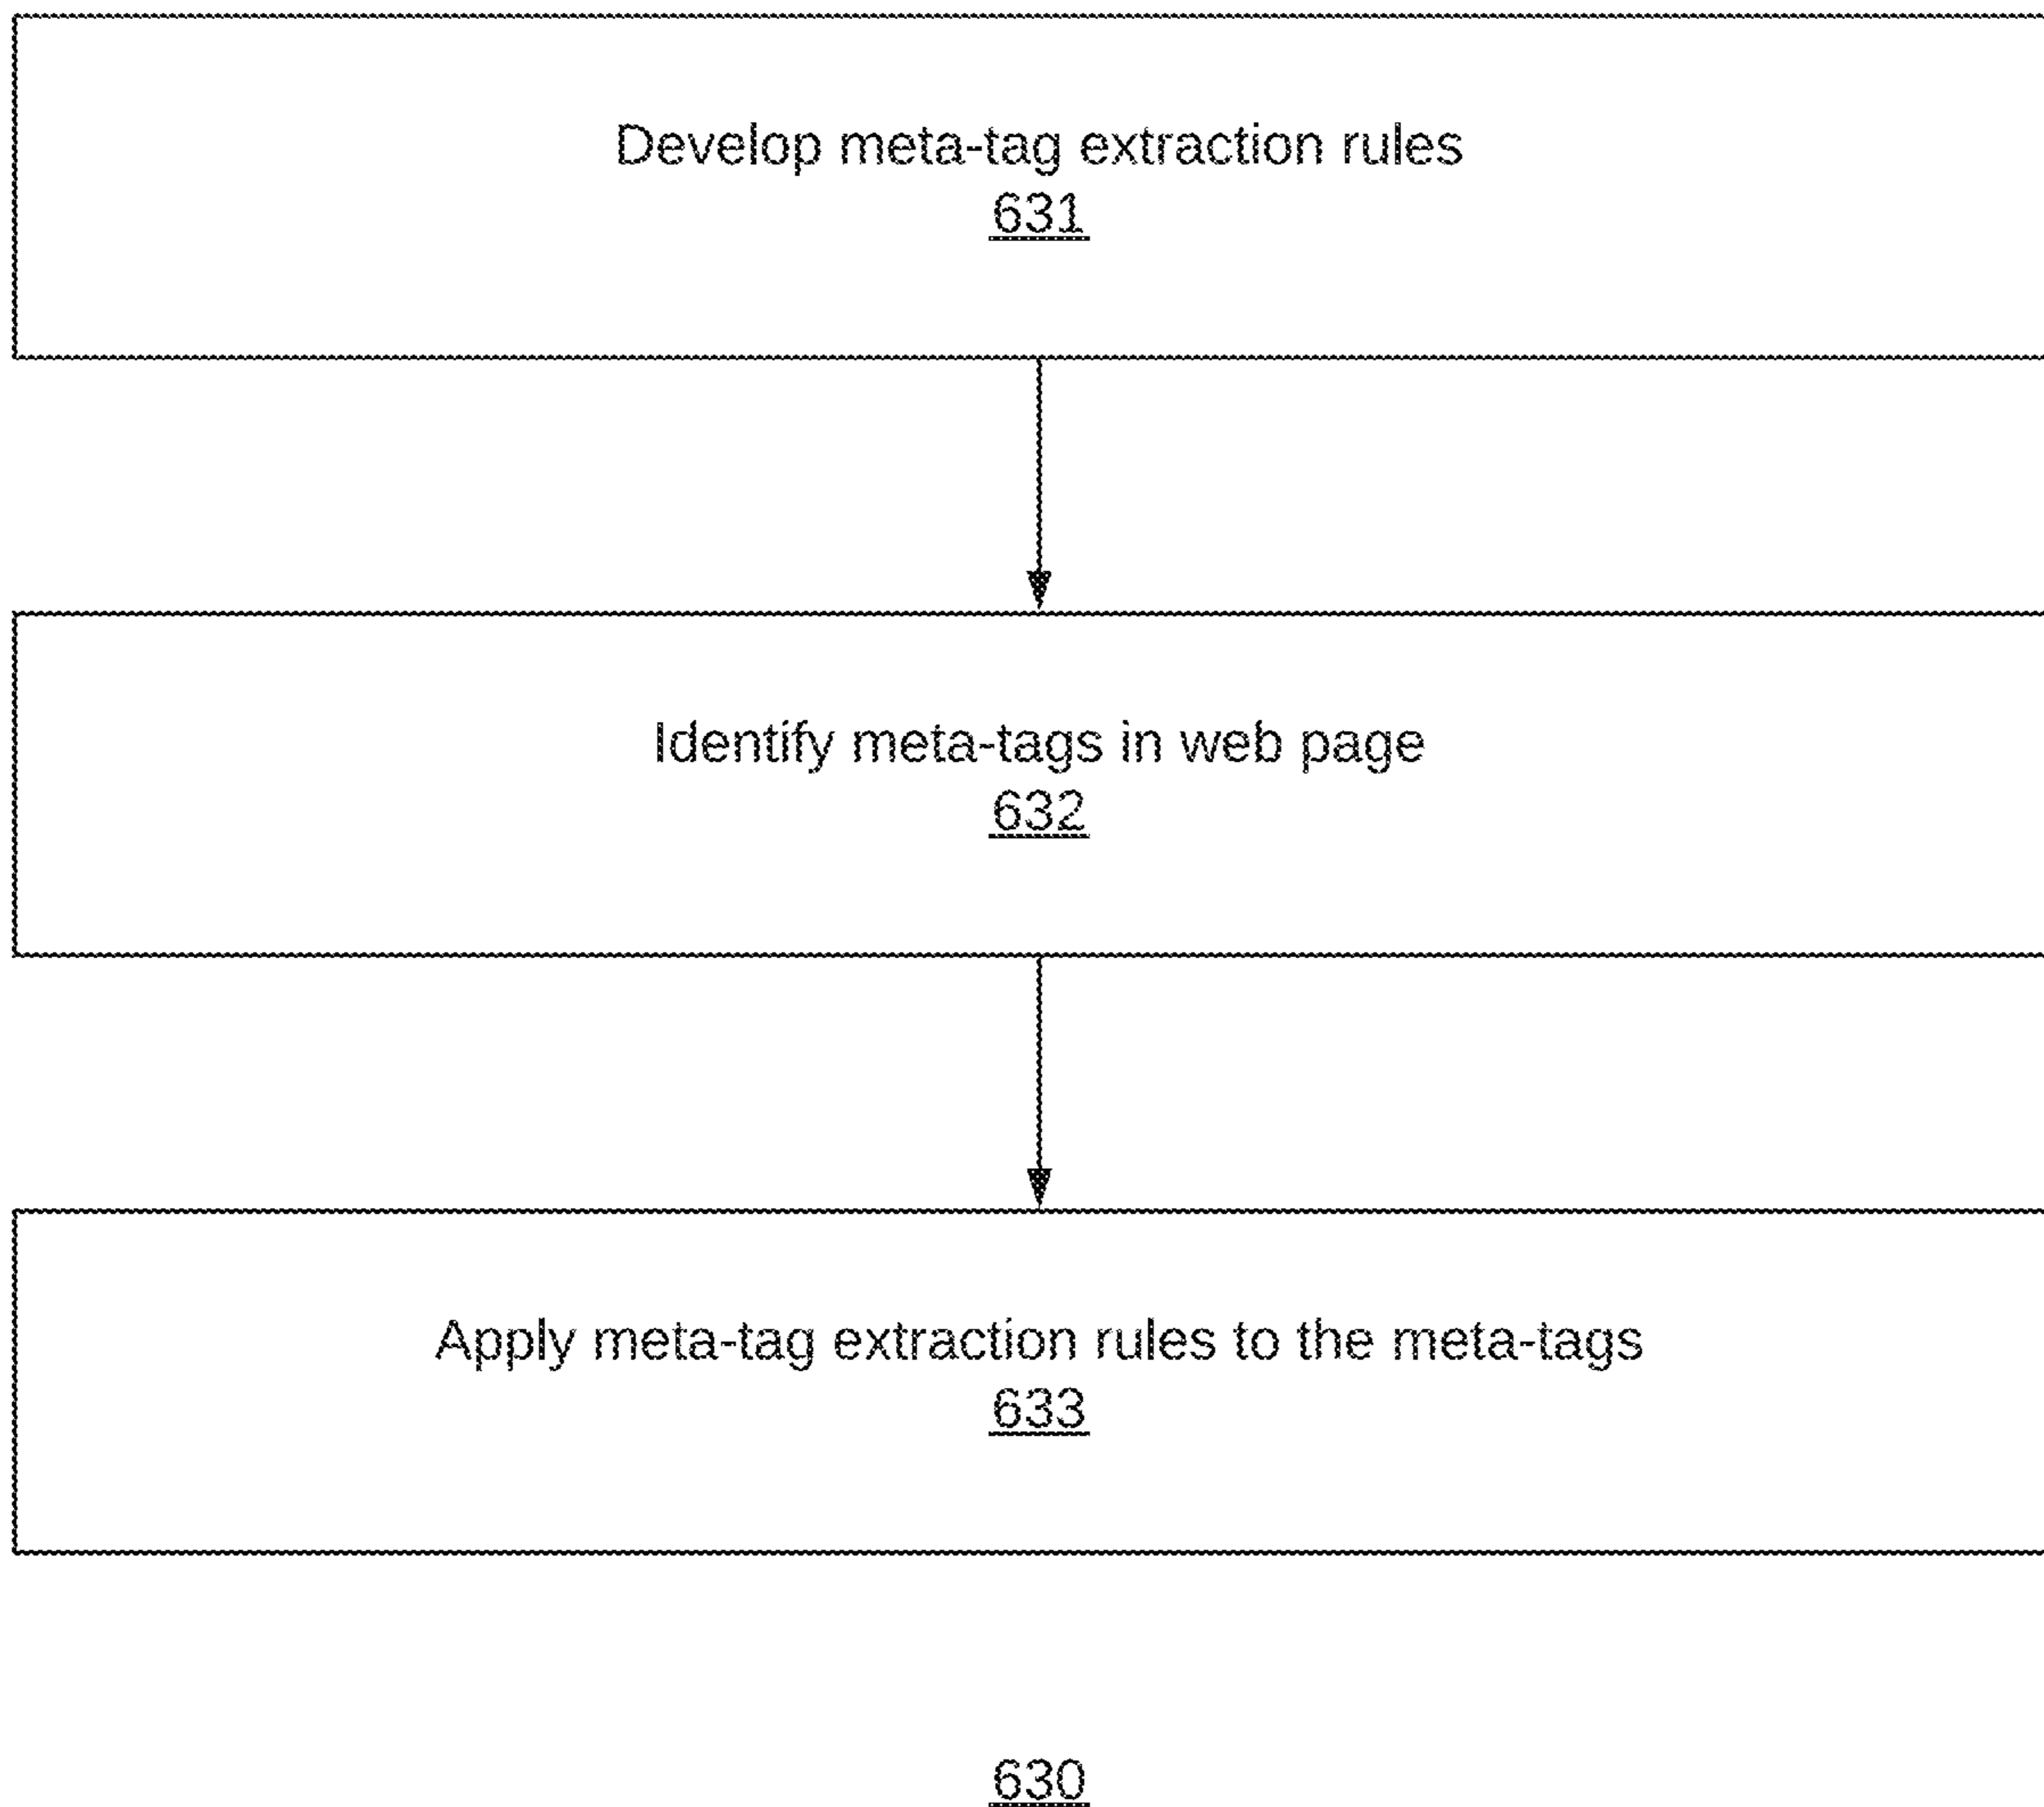 Develop meta-tag extraction rules
631
Identify meta-tags in web page
632
Apply meta-tag extraction rules to the meta-tags
633
630